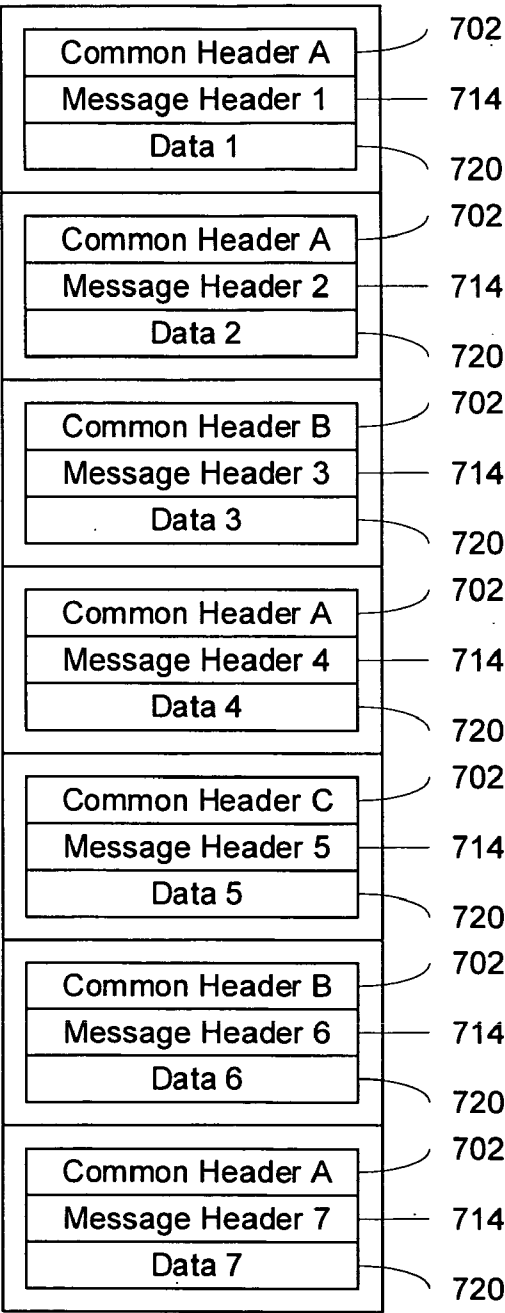 Common Header A 702
Message Header 1 714
Data 1 720
Common Header A 702
Message Header 2 714
Data 2 720
Common Header B 702
Message Header 3 714
Data 3 720
Common Header A 702
Message Header 4 714
Data 4 720
Common Header C 702
Message Header 5 714
Data 5 720
Common Header B 702
Message Header 6 714
Data 6 720
Common Header A 702
Message Header 7 714
Data 7 720